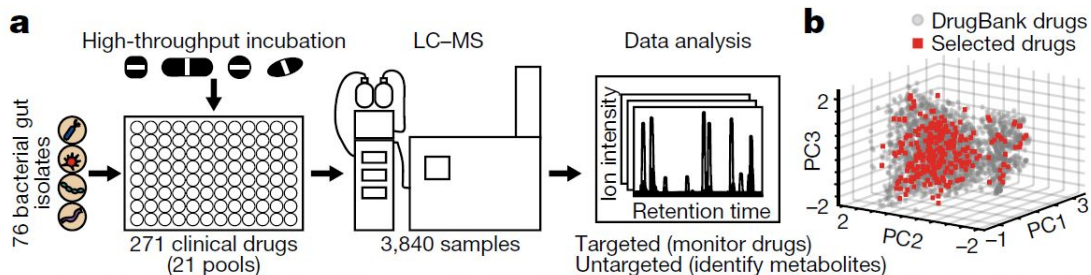 a
High-throughput incubation
LC–MS
Data analysis
76 bacterial gut
isolates
271 clinical drugs
(21 pools)
3,840 samples
Ion intensity
Retention time
Targeted (monitor drugs)
Untargeted (identify metabolites)
b
DrugBank drugs
Selected drugs
PC3
2
-2
PC2
2
-2
PC1
-1
3